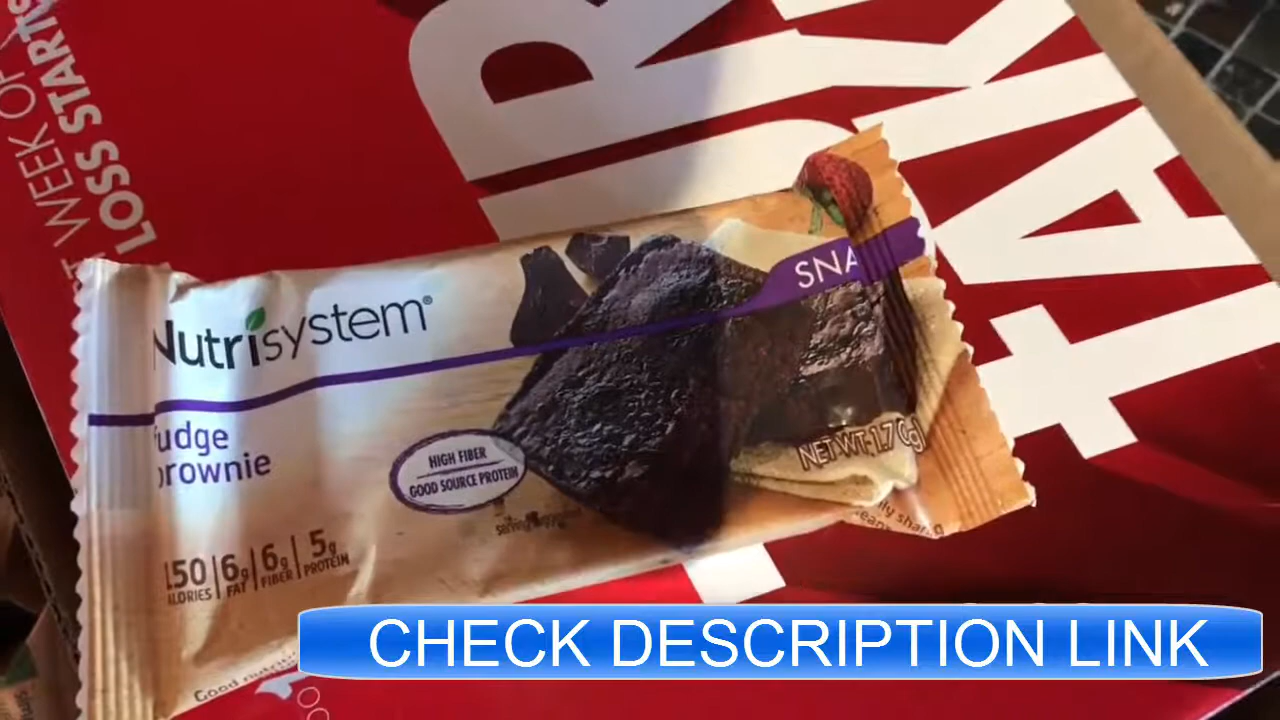 WEEK OF
LOSS STARTS
Nutrisystem®
SNA
udge
rownie
HIGH FIBER
GOOD SOURCE PROTEIN
NET WT 1.7 O
150 | 6g | 6g | 5g
ALORIES FAT FIBER PROTEIN
CHECK DESCRIPTION LINK